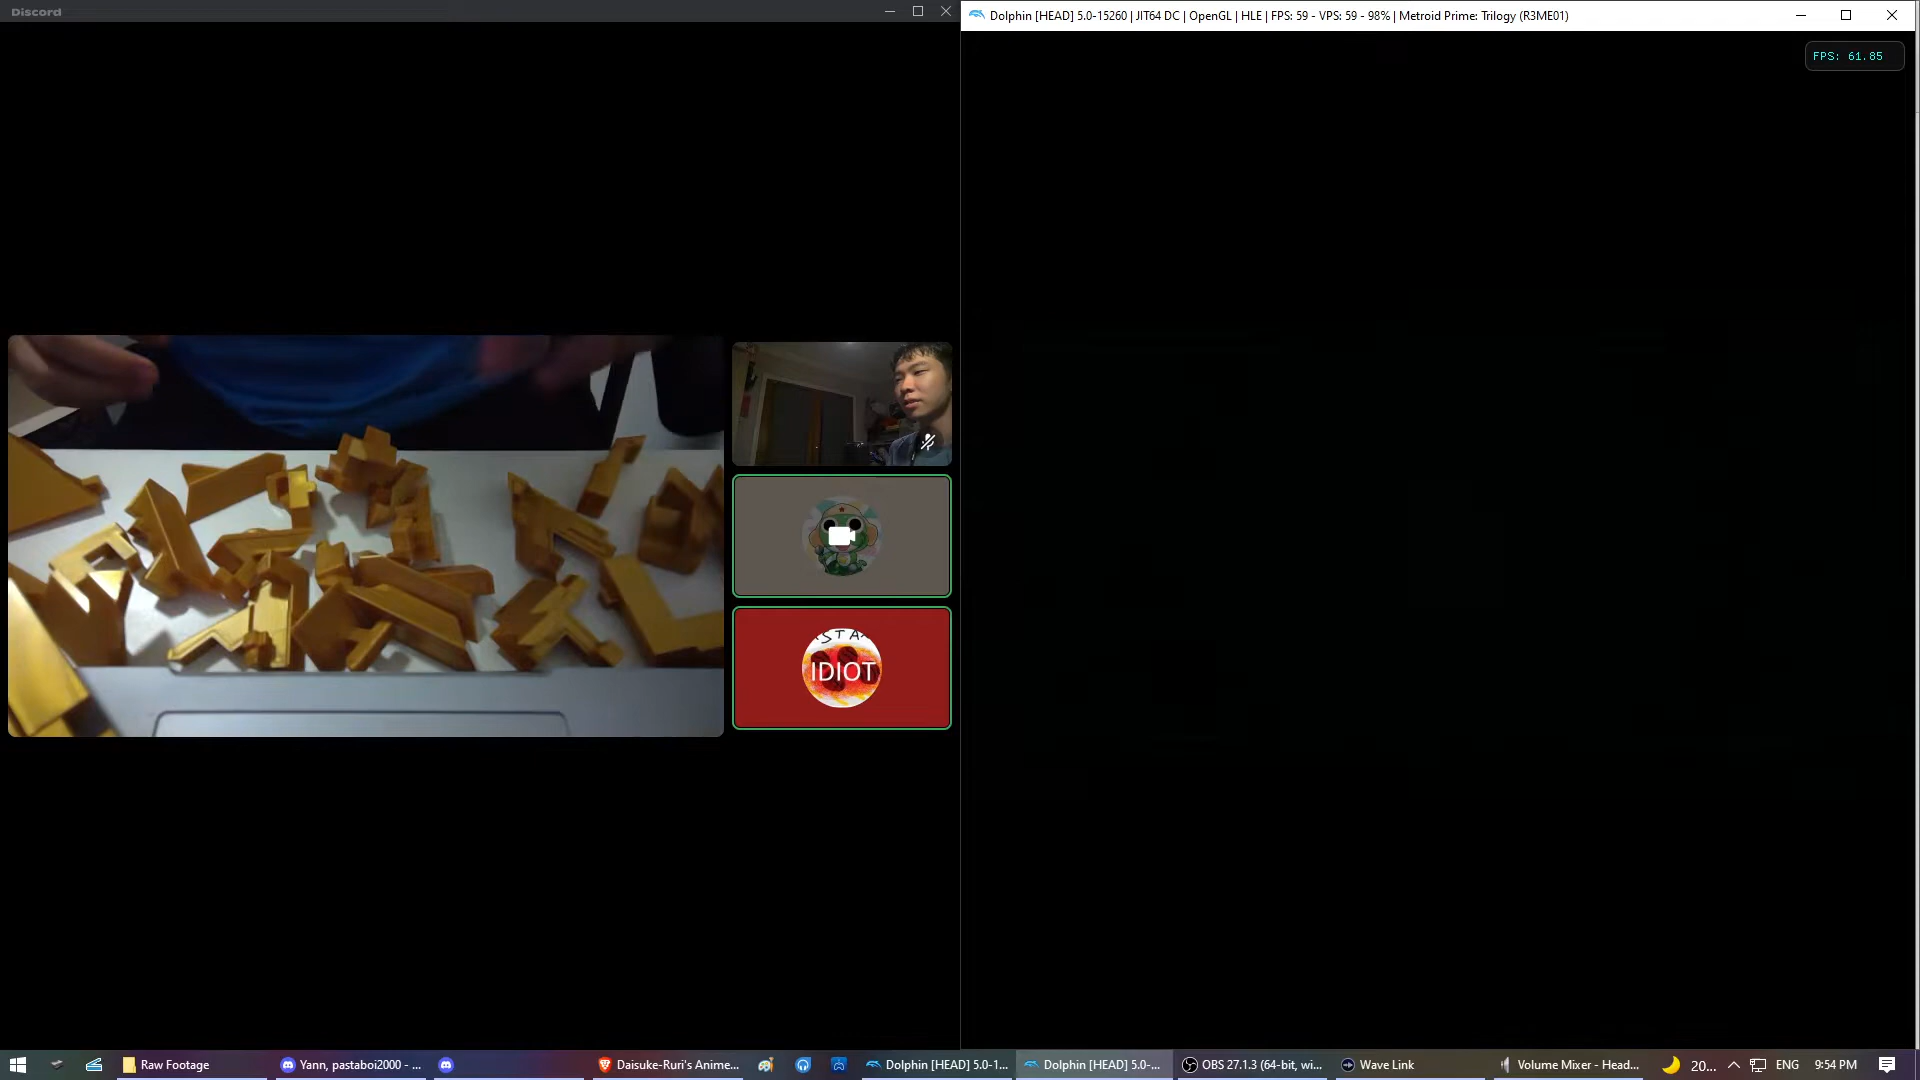 Discord
Dolphin [HEAD] 5.0-15260 | JIT64 DC | OpenGL | HLE | FPS: 59 - VPS: 59 - 98% | Metroid Prime: Trilogy (R3ME01)
FPS: 61.85
STA
IDIOT
Raw Footage
Yann, pastaboi2000 - ...
Daisuke-Ruri's Anime...
Dolphin [HEAD] 5.0-1...
Dolphin [HEAD] 5.0-...
OBS 27.1.3 (64-bit, wi...
Wave Link
Volume Mixer - Head...
20...
ENG
9:54 PM